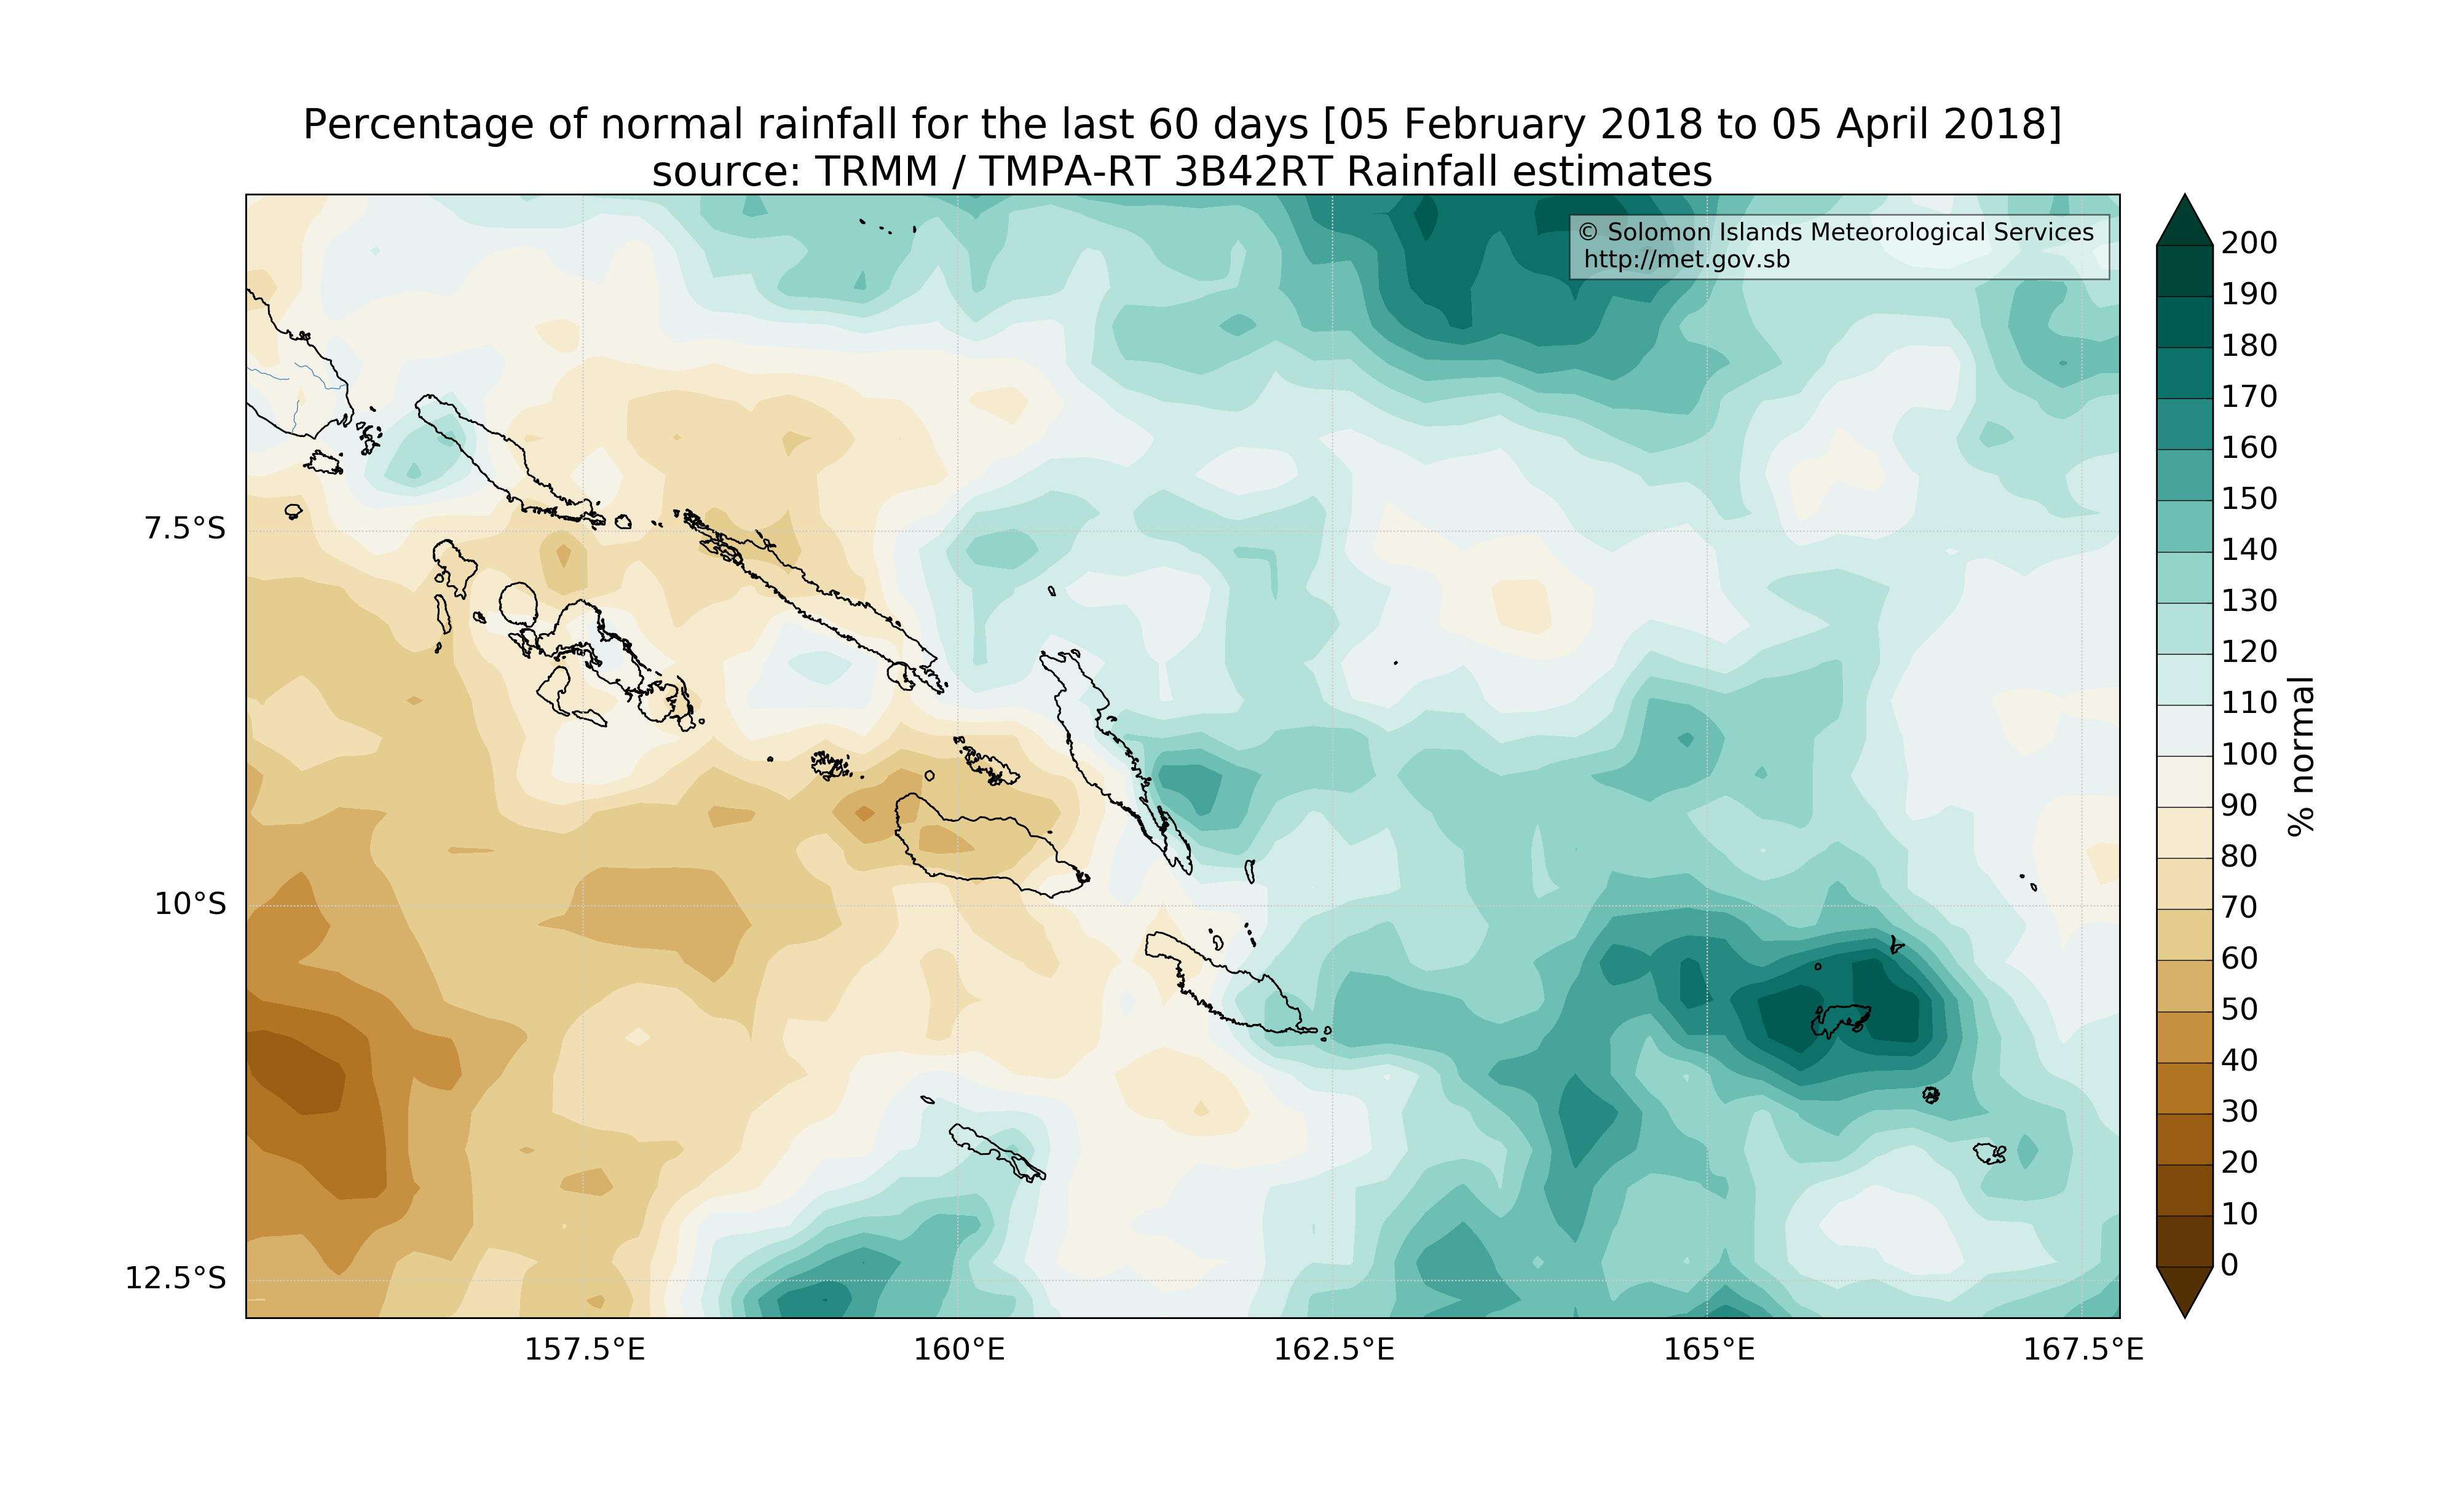 Percentage of normal rainfall for the last 60 days [05 February 2018 to 05 April 2018]
source: TRMM / TMPA-RT 3B42RT Rainfall estimates
© Solomon Islands Meteorological Services
http://met.gov.sb
7.5°S
10°S
12.5°S
157.5°E
160°E
162.5°E
165°E
167.5°E
200
190
180
170
160
150
140
130
120
110
100
90
80
70
60
50
40
30
20
10
0
% normal